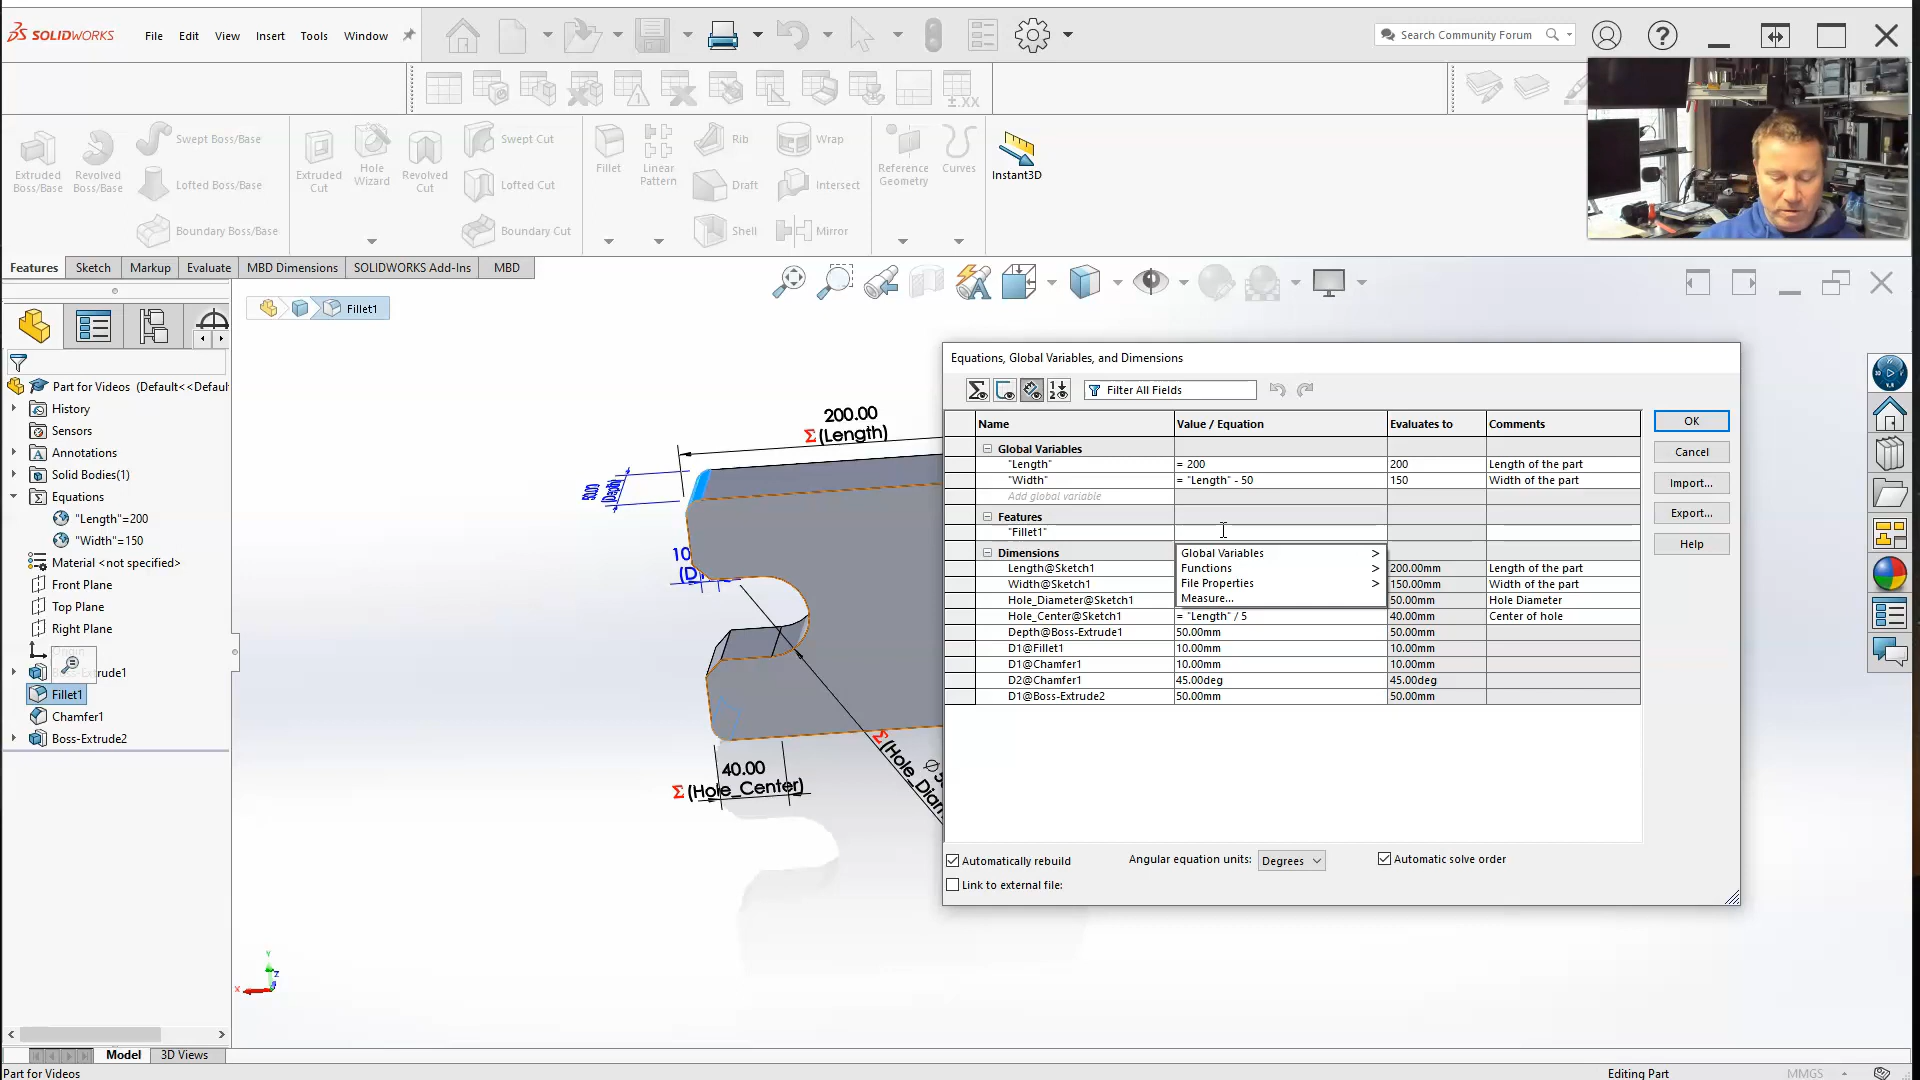 SOLIDWORKS
File Edit View Insert Tools Window
Search Community Forum
±.XX
Extruded Boss/Base
Revolved Boss/Base
Swept Boss/Base
Lofted Boss/Base
Boundary Boss/Base
Extruded Cut
Hole Wizard
Revolved Cut
Swept Cut
Lofted Cut
Boundary Cut
Fillet
Linear Pattern
Rib
Draft
Shell
Wrap
Intersect
Mirror
Reference Geometry
Curves
Instant3D
Features Sketch Markup Evaluate MBD Dimensions SOLIDWORKS Add-Ins MBD
Fillet1
Part for Videos (Default<<Defaul
History
Sensors
Annotations
Solid Bodies(1)
Equations
"Length"=200
"Width"=150
Material <not specified>
Front Plane
Top Plane
Right Plane
Origin
Boss-Extrude1
Fillet1
Chamfer1
Boss-Extrude2
200.00
Σ(Length)
50.00
(Depth)
10
(D
40.00
Σ(Hole_Center)
Σ(Hole_Diam
Equations, Global Variables, and Dimensions
Filter All Fields
Name Value / Equation Evaluates to Comments
Global Variables
"Length" = 200 200 Length of the part
"Width" = "Length" - 50 150 Width of the part
Add global variable
Features
"Fillet1"
Dimensions
Length@Sketch1 200.00mm Length of the part
Width@Sketch1 150.00mm Width of the part
Hole_Diameter@Sketch1 50.00mm Hole Diameter
Hole_Center@Sketch1 = "Length" / 5 40.00mm Center of hole
Depth@Boss-Extrude1 50.00mm 50.00mm
D1@Fillet1 10.00mm 10.00mm
D1@Chamfer1 10.00mm 10.00mm
D2@Chamfer1 45.00deg 45.00deg
D1@Boss-Extrude2 50.00mm 50.00mm
Global Variables >
Functions >
File Properties >
Measure...
OK
Cancel
Import...
Export...
Help
Automatically rebuild Angular equation units: Degrees Automatic solve order
Link to external file:
Y
Z
X
Model 3D Views
Part for Videos Editing Part MMGS